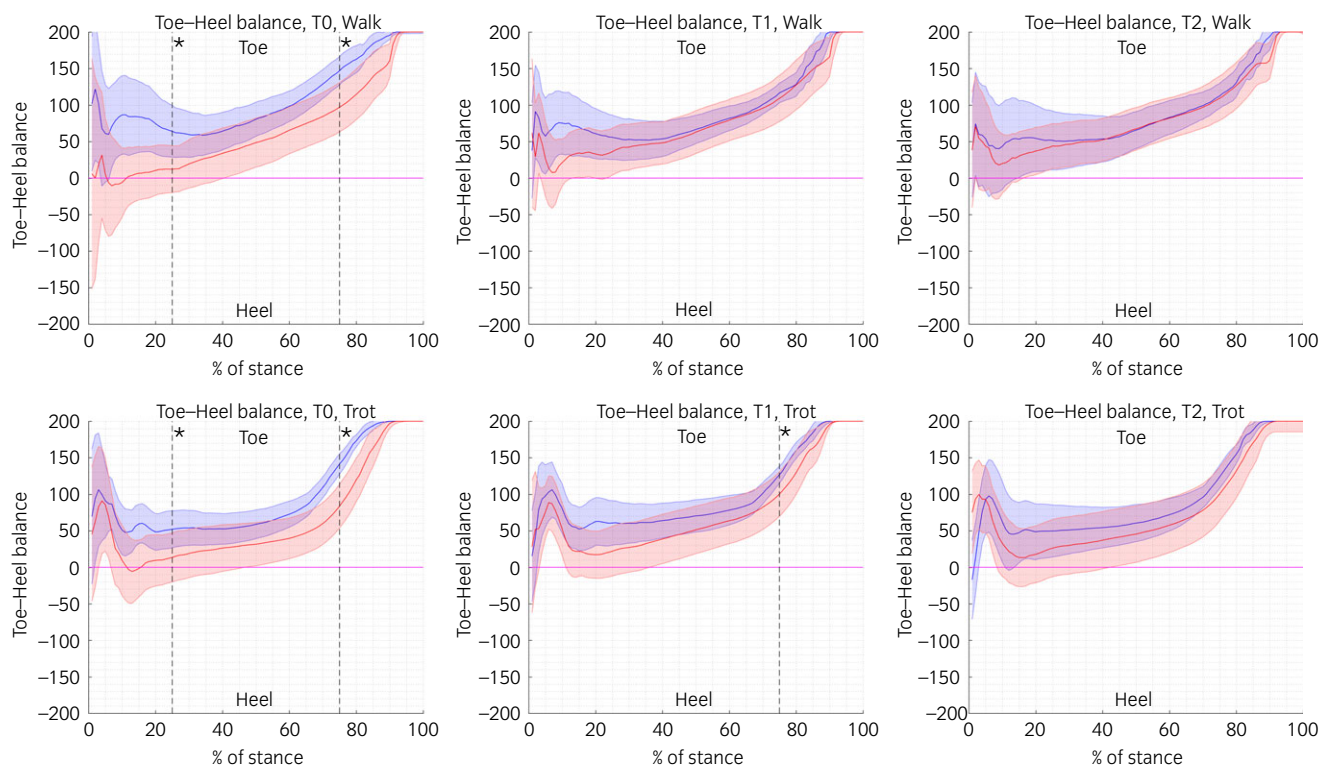 Toe–Heel balance, T0, Walk
200
150
100
50
0
−50
−100
−150
−200
Toe–Heel balance
* Toe *
Heel
0 20 40 60 80 100
% of stance
Toe–Heel balance, T1, Walk
200
150
100
50
0
−50
−100
−150
−200
Toe–Heel balance
Toe
Heel
0 20 40 60 80 100
% of stance
Toe–Heel balance, T2, Walk
200
150
100
50
0
−50
−100
−150
−200
Toe–Heel balance
Toe
Heel
0 20 40 60 80 100
% of stance
Toe–Heel balance, T0, Trot
200
150
100
50
0
−50
−100
−150
−200
Toe–Heel balance
* Toe *
Heel
0 20 40 60 80 100
% of stance
Toe–Heel balance, T1, Trot
200
150
100
50
0
−50
−100
−150
−200
Toe–Heel balance
Toe *
Heel
0 20 40 60 80 100
% of stance
Toe–Heel balance, T2, Trot
200
150
100
50
0
−50
−100
−150
−200
Toe–Heel balance
Toe
Heel
0 20 40 60 80 100
% of stance